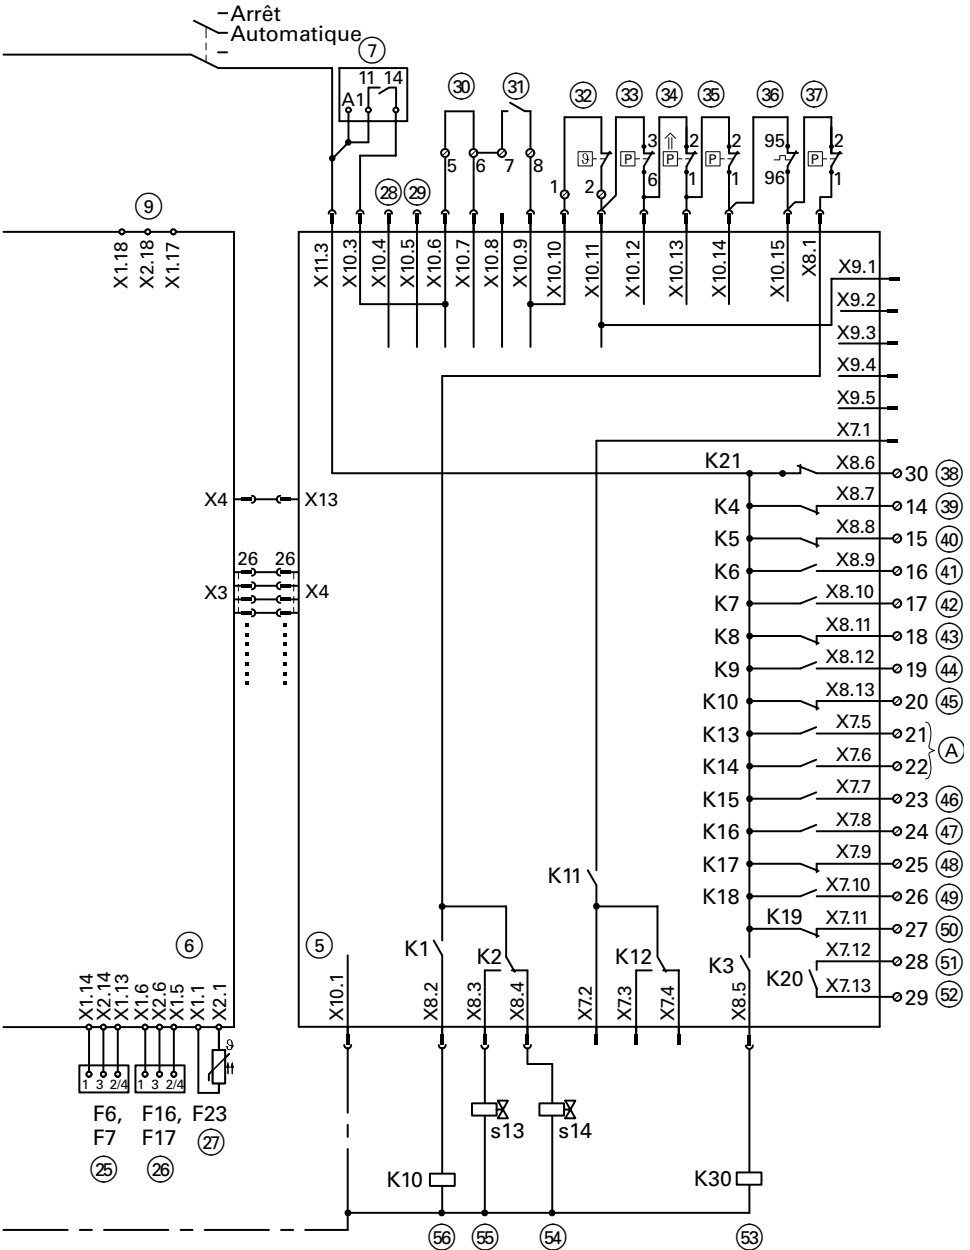 Arrêt
Automatique
7
11 14
A1
30 31 32 33 34 35 36 37
5 6 7 8
1 2
ϑ
P 3 6
P 2 1
P 2 1
95 96
P 2 1
28 29
9
X1.18 X2.18 X1.17
X11.3 X10.3 X10.4 X10.5 X10.6 X10.7 X10.8 X10.9 X10.10 X10.11 X10.12 X10.13 X10.14 X10.15 X8.1
X9.1
X9.2
X9.3
X9.4
X9.5
X7.1
K21 X8.6 30 38
X4 X13
K4 X8.7 14 39
K5 X8.8 15 40
26 26
K6 X8.9 16 41
X3 X4
K7 X8.10 17 42
K8 X8.11 18 43
K9 X8.12 19 44
K10 X8.13 20 45
K13 X7.5 21
A
K14 X7.6 22
K15 X7.7 23 46
K16 X7.8 24 47
K17 X7.9 25 48
K11
K18 X7.10 26 49
K19 X7.11 27 50
6 5
K1 K2 K12 K3
X7.12 28 51
K20
X7.13 29 52
X1.14 X2.14 X1.13 X1.6 X2.6 X1.5 X1.1 X2.1
X10.1 X8.2 X8.3 X8.4 X7.2 X7.3 X7.4 X8.5
ϑ
1 3 2/4 1 3 2/4
F6, F16, F23
F7 F17 27
25 26
s13 s14
K10 K30
56 55 54 53